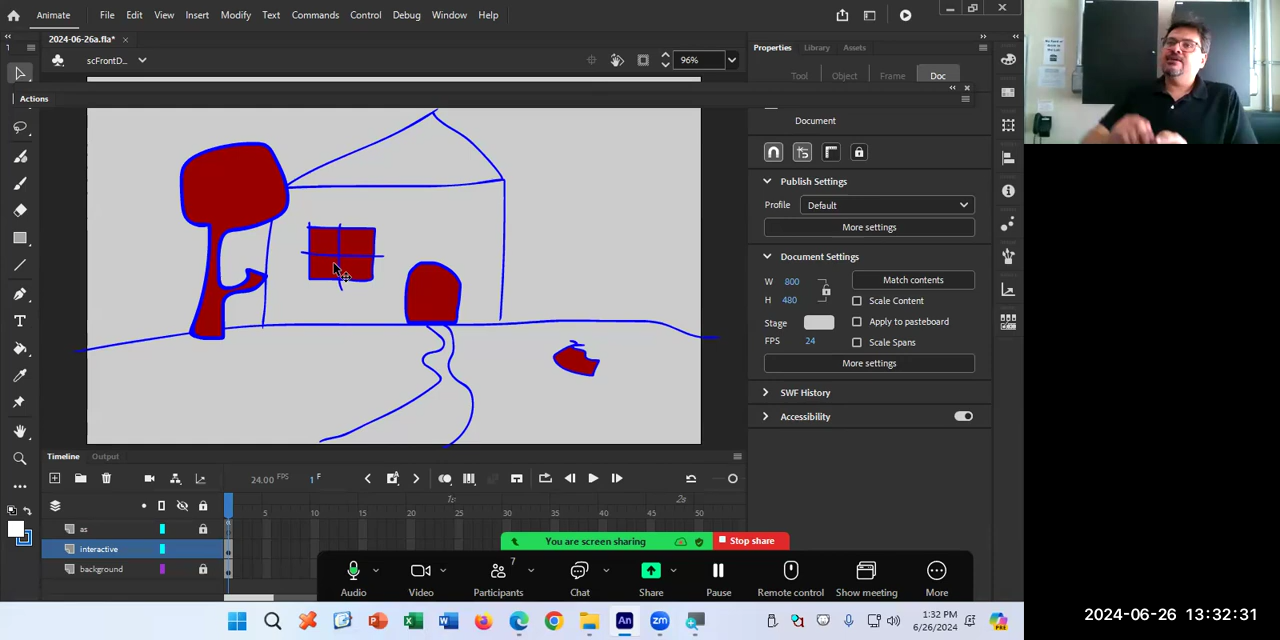 Animate File Edit View Insert Modify Text Commands Control Debug Window Help
2024-06-26a.fla* ×
scFrontD... 96%
Actions
Properties Library Assets
Tool Object Frame Doc
Document
Publish Settings
Profile Default
More settings
Document Settings
W 800 Match contents
H 480 Scale Content
Stage Apply to pasteboard
FPS 24 Scale Spans
More settings
SWF History
Accessibility
Timeline Output
24.00 FPS 1 F
1s 2s
5 10 15 20 25 30 35 40 45 50
as
interactive
background
You are screen sharing Stop share
7
Audio Video Participants Chat Share Pause Remote control Show meeting More
1:32 PM
6/26/2024
2024-06-26 13:32:31